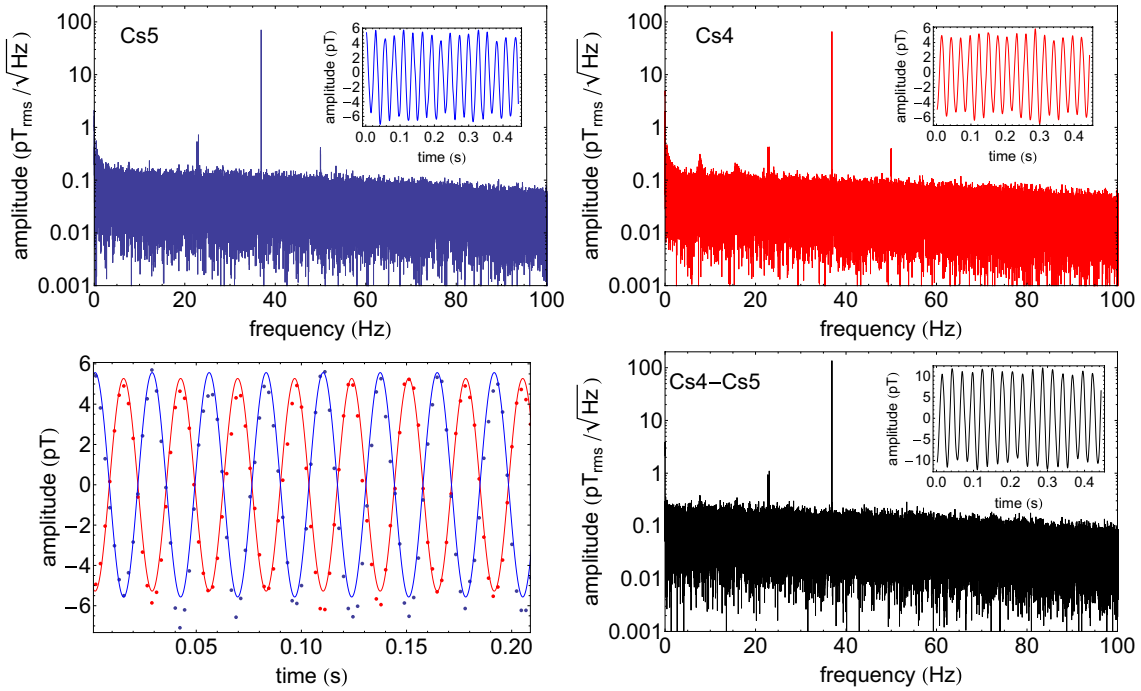 Cs5
amplitude (pT_rms/√Hz)
100
10
1
0.1
0.01
0.001
0 20 40 60 80 100
frequency (Hz)
amplitude (pT)
6
4
2
0
−2
−4
−6
0.0 0.1 0.2 0.3 0.4
time (s)
Cs4
amplitude (pT_rms/√Hz)
100
10
1
0.1
0.01
0.001
0 20 40 60 80 100
frequency (Hz)
amplitude (pT)
6
4
2
0
−2
−4
−6
0.0 0.1 0.2 0.3 0.4
time (s)
amplitude (pT)
6
4
2
0
−2
−4
−6
0.05 0.10 0.15 0.20
time (s)
Cs4−Cs5
amplitude (pT_rms/√Hz)
100
10
1
0.1
0.01
0.001
0 20 40 60 80 100
frequency (Hz)
amplitude (pT)
10
5
0
−5
−10
0.0 0.1 0.2 0.3 0.4
time (s)